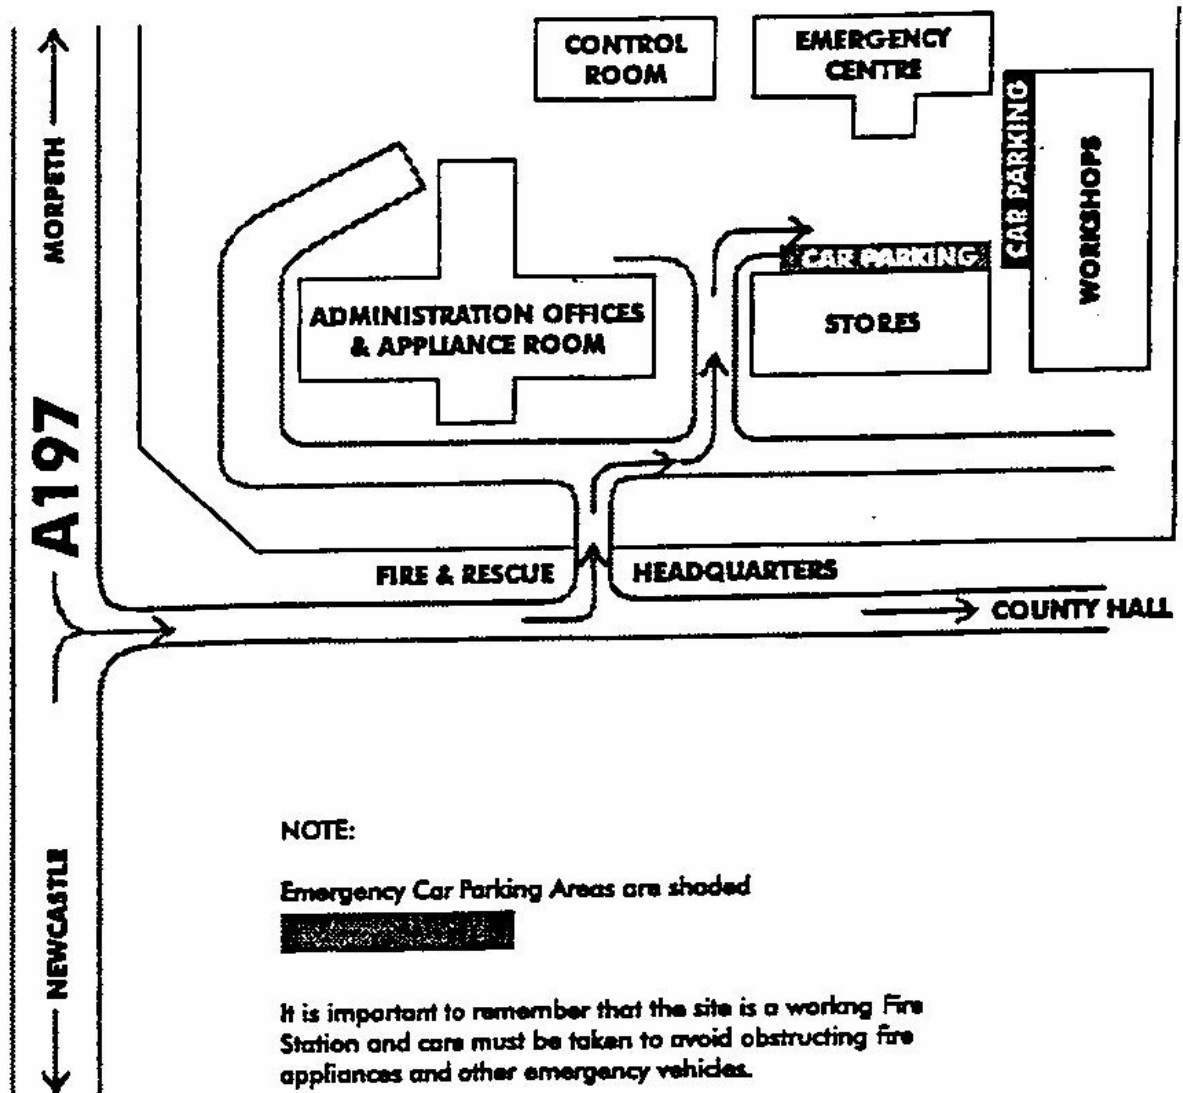 CONTROL
ROOM
EMERGENCY
CENTRE
CAR PARKING
WORKSHOPS
MORPETH
CAR PARKING
ADMINISTRATION OFFICES
& APPLIANCE ROOM
STORES
A197
FIRE & RESCUE HEADQUARTERS
COUNTY HALL
NEWCASTLE
NOTE:
Emergency Car Parking Areas are shaded
It is important to remember that the site is a workng Fire
Station and care must be taken to avoid obstructing fire
appliances and other emergency vehicles.